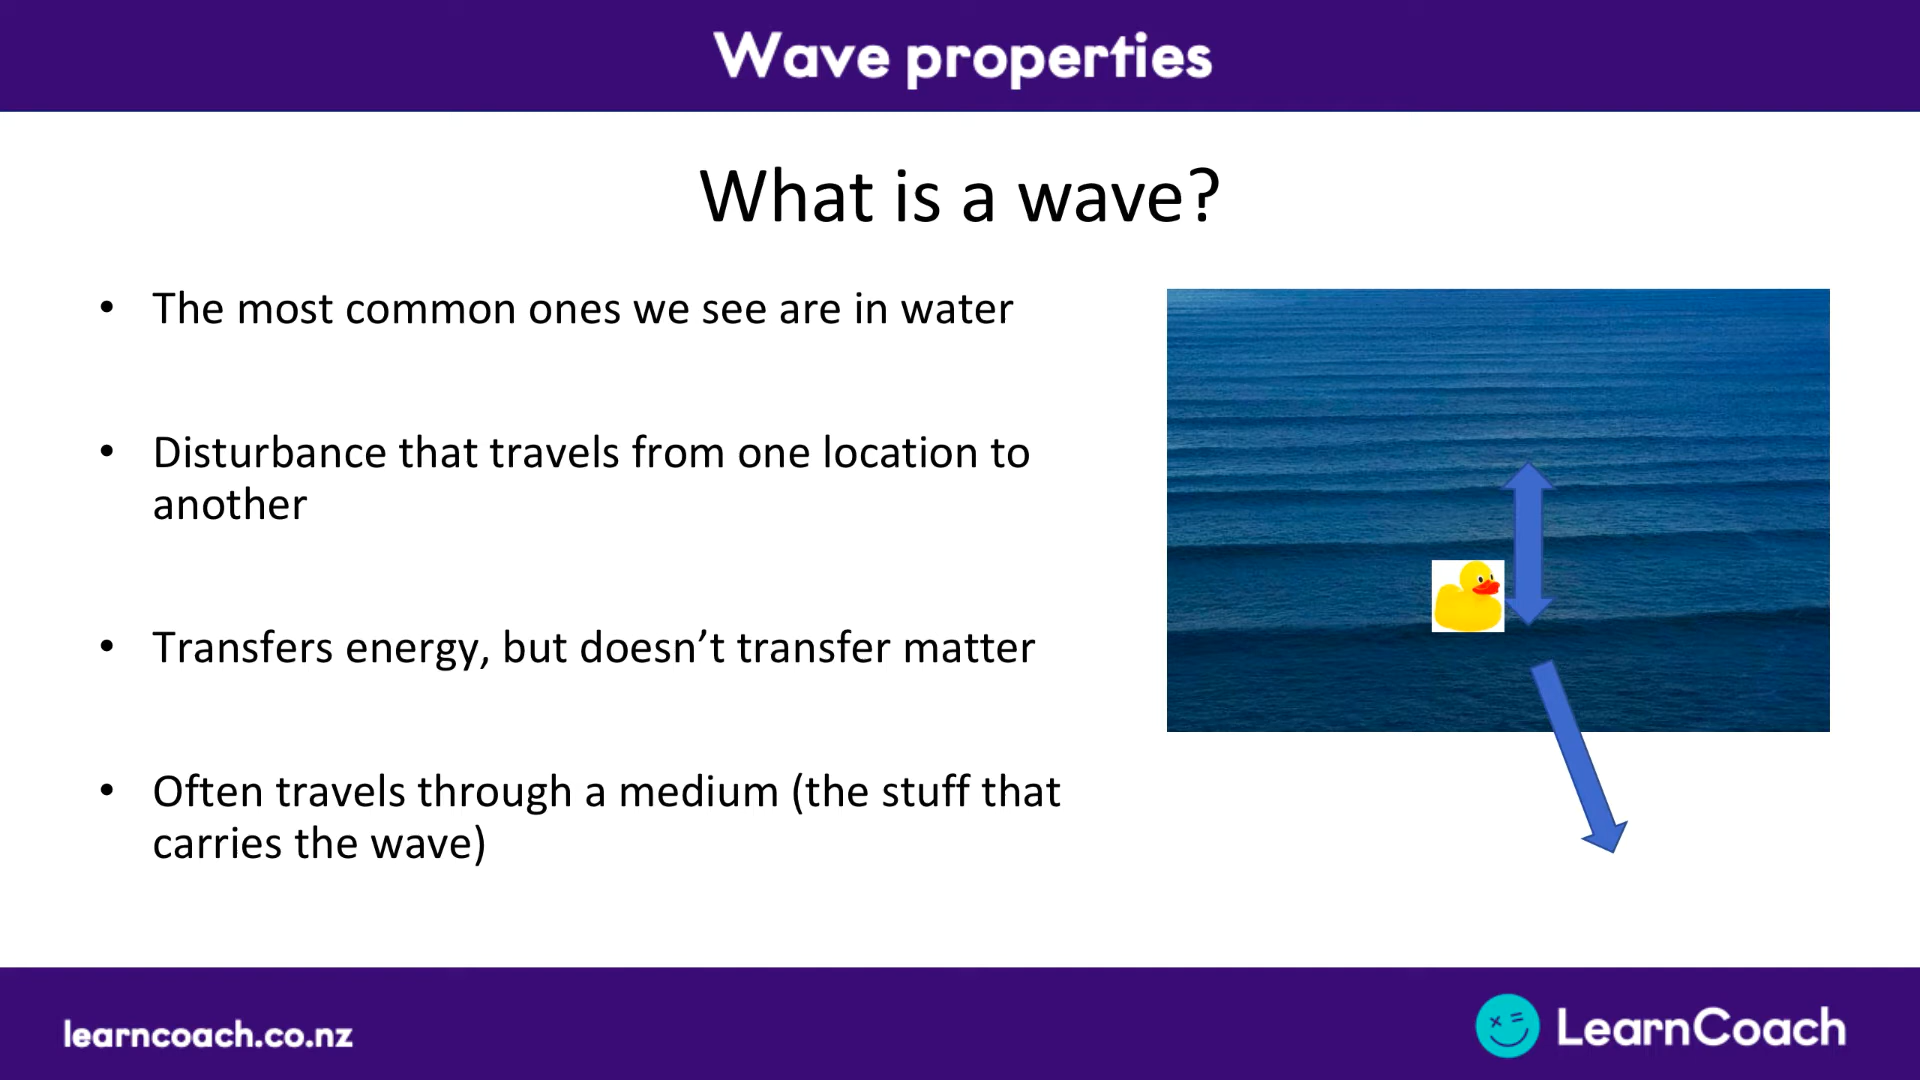 Wave properties
What is a wave?
• The most common ones we see are in water
• Disturbance that travels from one location to
another
• Transfers energy, but doesn’t transfer matter
• Often travels through a medium (the stuff that
carries the wave)
learncoach.co.nz
LearnCoach